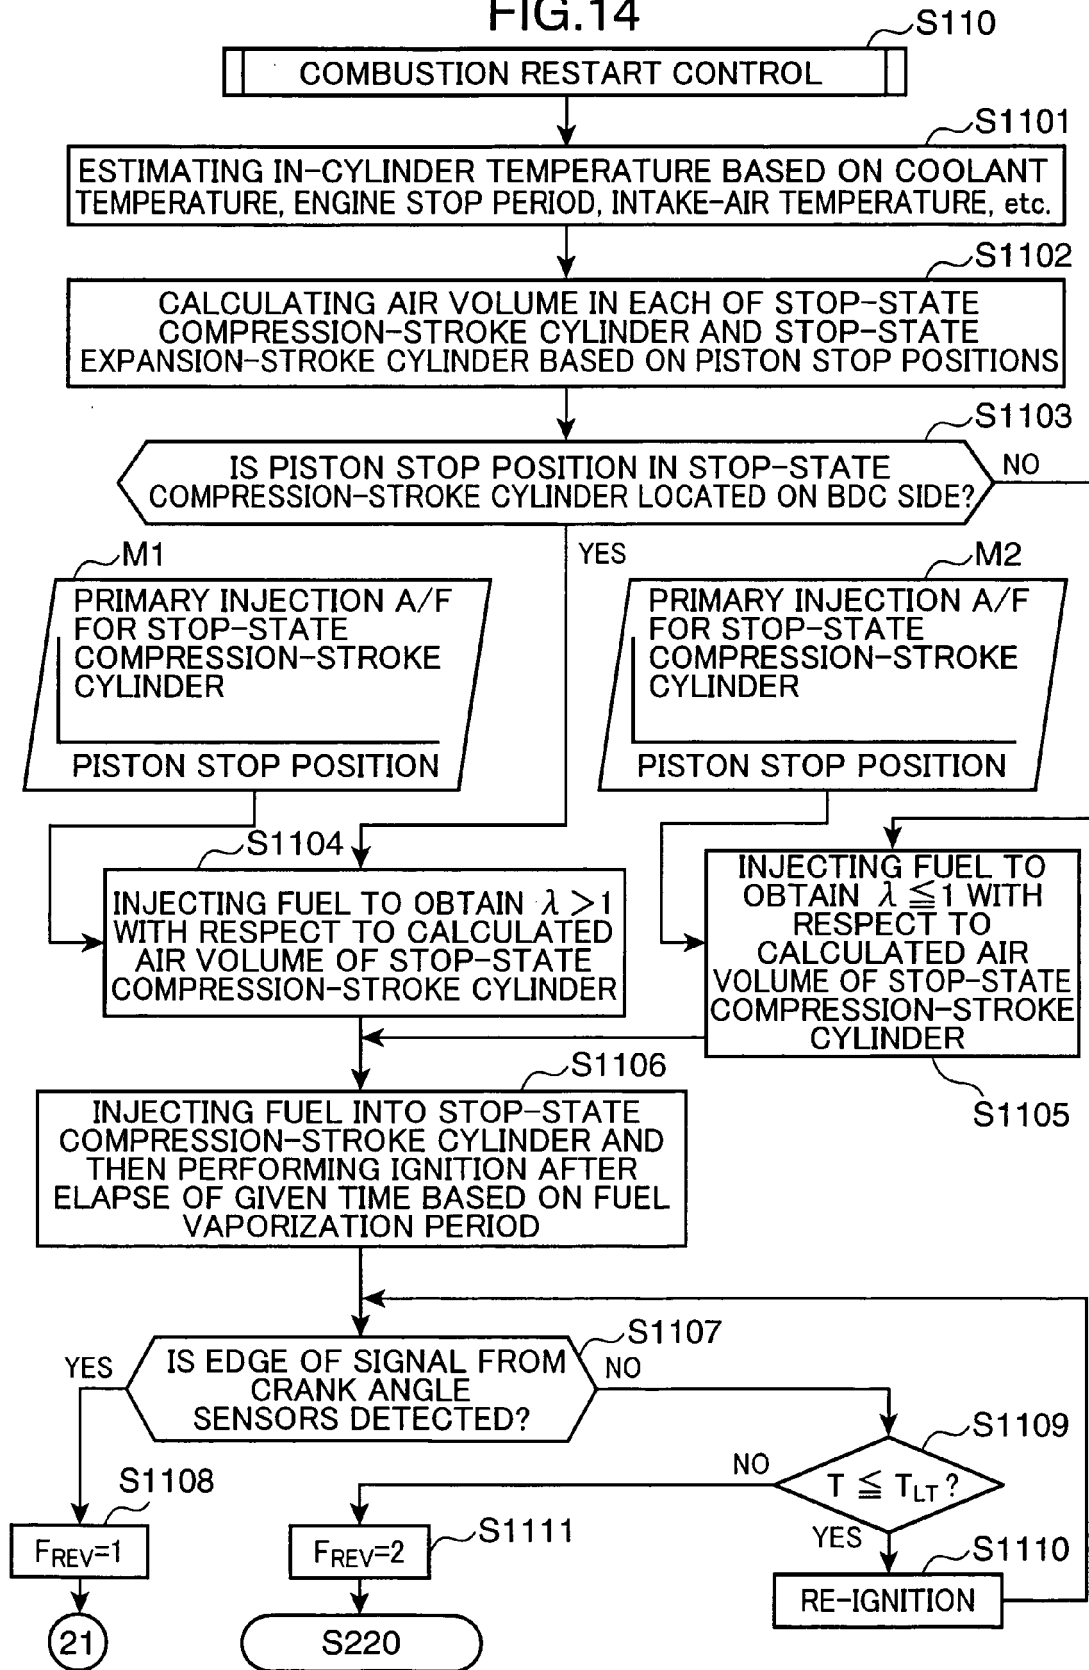 FIG.14
S110
COMBUSTION RESTART CONTROL
S1101
ESTIMATING IN-CYLINDER TEMPERATURE BASED ON COOLANT
TEMPERATURE, ENGINE STOP PERIOD, INTAKE-AIR TEMPERATURE, etc.
S1102
CALCULATING AIR VOLUME IN EACH OF STOP-STATE
COMPRESSION-STROKE CYLINDER AND STOP-STATE
EXPANSION-STROKE CYLINDER BASED ON PISTON STOP POSITIONS
S1103
IS PISTON STOP POSITION IN STOP-STATE
COMPRESSION-STROKE CYLINDER LOCATED ON BDC SIDE?
NO
YES
M1
PRIMARY INJECTION A/F
FOR STOP-STATE
COMPRESSION-STROKE
CYLINDER
PISTON STOP POSITION
M2
PRIMARY INJECTION A/F
FOR STOP-STATE
COMPRESSION-STROKE
CYLINDER
PISTON STOP POSITION
S1104
INJECTING FUEL TO OBTAIN λ >1
WITH RESPECT TO CALCULATED
AIR VOLUME OF STOP-STATE
COMPRESSION-STROKE CYLINDER
INJECTING FUEL TO
OBTAIN λ ≦1 WITH
RESPECT TO
CALCULATED AIR
VOLUME OF STOP-STATE
COMPRESSION-STROKE
CYLINDER
S1105
S1106
INJECTING FUEL INTO STOP-STATE
COMPRESSION-STROKE CYLINDER AND
THEN PERFORMING IGNITION AFTER
ELAPSE OF GIVEN TIME BASED ON FUEL
VAPORIZATION PERIOD
S1107
IS EDGE OF SIGNAL FROM
CRANK ANGLE
SENSORS DETECTED?
YES
NO
S1109
T ≦ TLT ?
NO
YES
S1108
FREV=1
S1111
FREV=2
S1110
RE-IGNITION
21
S220